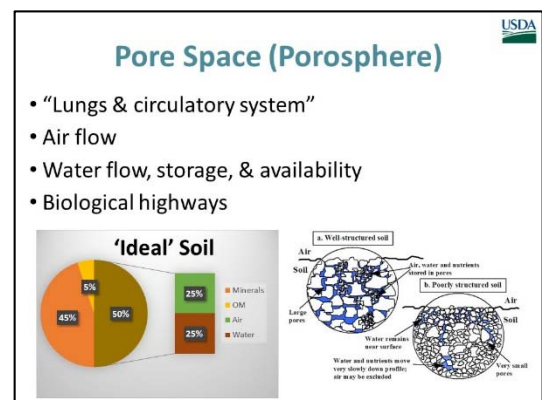 USDA
Pore Space (Porosphere)
• “Lungs & circulatory system”
• Air flow
• Water flow, storage, & availability
• Biological highways
'Ideal' Soil
5%
45%
50%
25%
25%
Minerals
OM
Air
Water
a. Well-structured soil
Air
Soil
Air, water and nutrients
stored in pores
Large
pores
b. Poorly structured soil
Air
Soil
Water remains
near surface
Water and nutrients move
very slowly down profile;
air may be excluded
Very small
pores